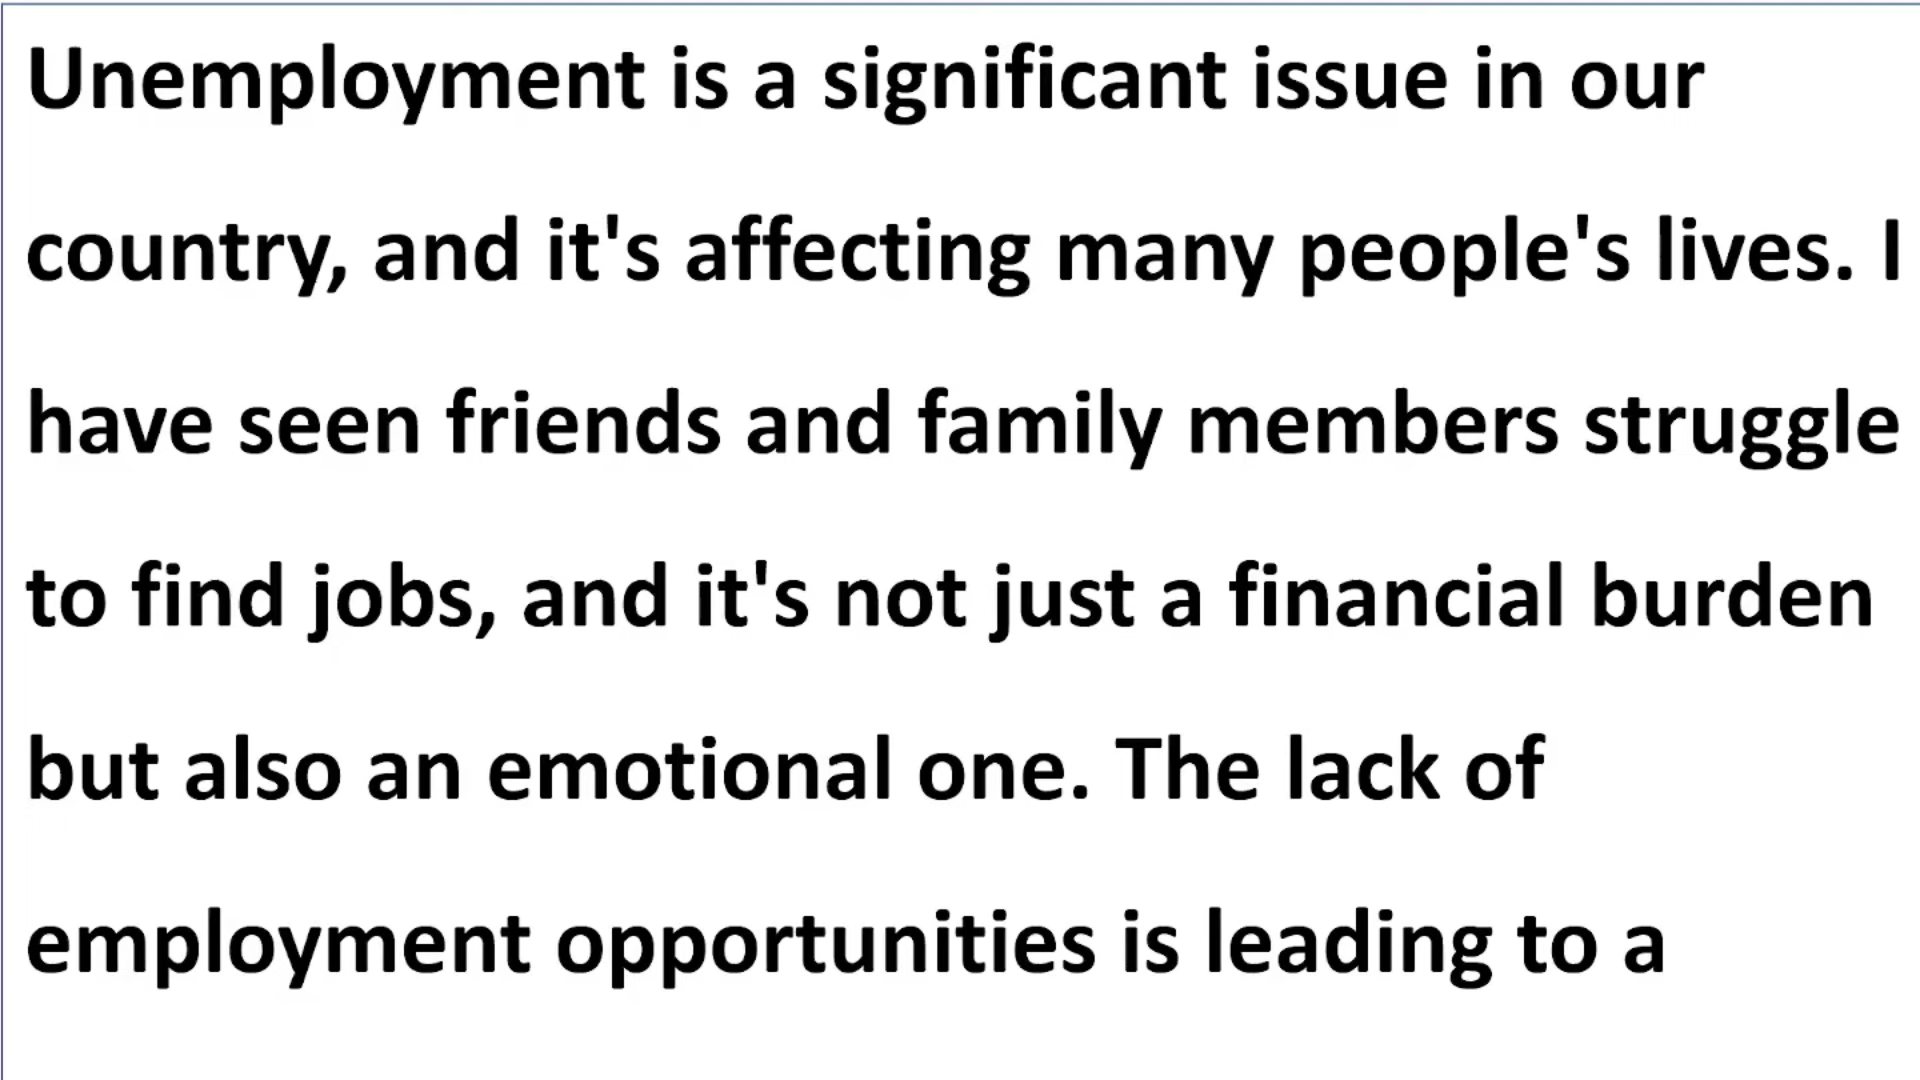 Unemployment is a significant issue in our
country, and it's affecting many people's lives. I
have seen friends and family members struggle
to find jobs, and it's not just a financial burden
but also an emotional one. The lack of
employment opportunities is leading to a